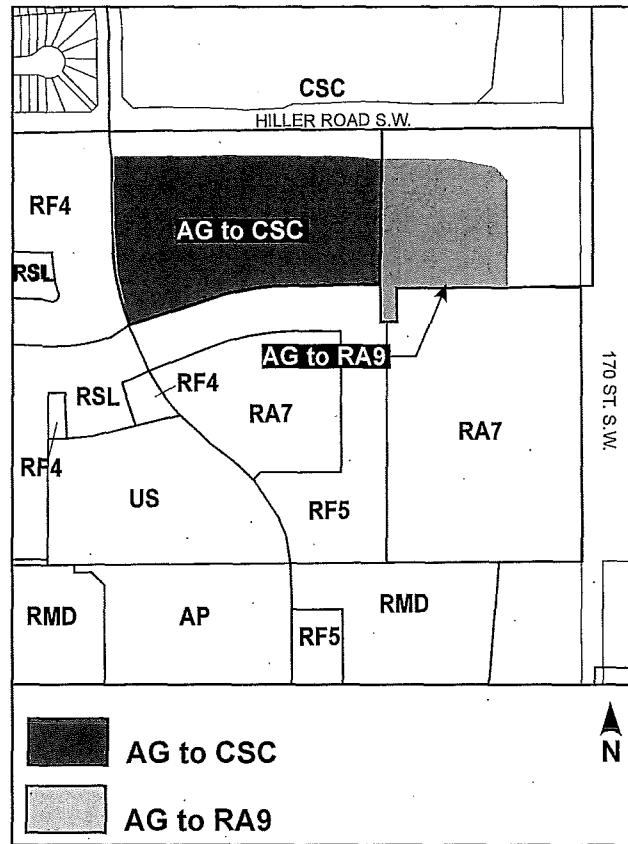 CSC
HILLER ROAD S.W.
RF4
AG to CSC
RSL
AG to RA9
170 ST. S.W.
RSL
RF4
RA7
RA7
RF4
US
RF5
RMD
AP
RF5
RMD
AG to CSC
N
AG to RA9